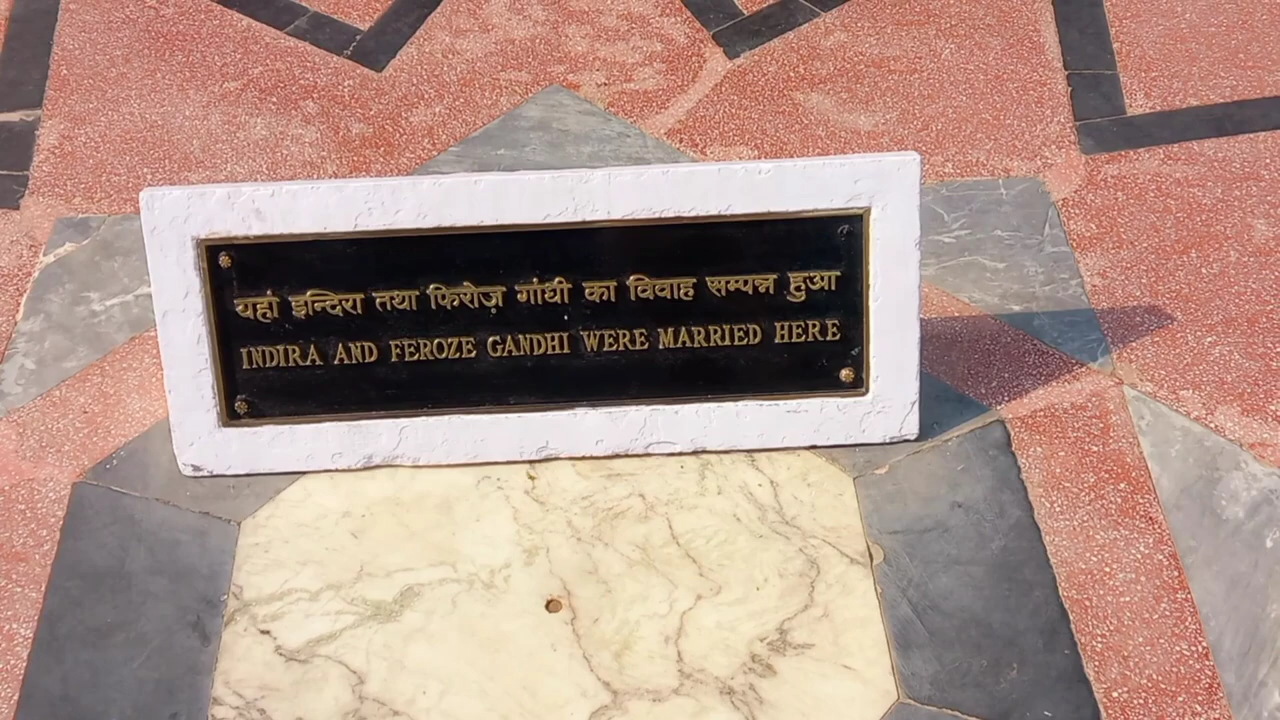 यहां इन्दिरा तथा फिरोज़ गांधी का विवाह सम्पन्न हुआ
INDIRA AND FEROZE GANDHI WERE MARRIED HERE